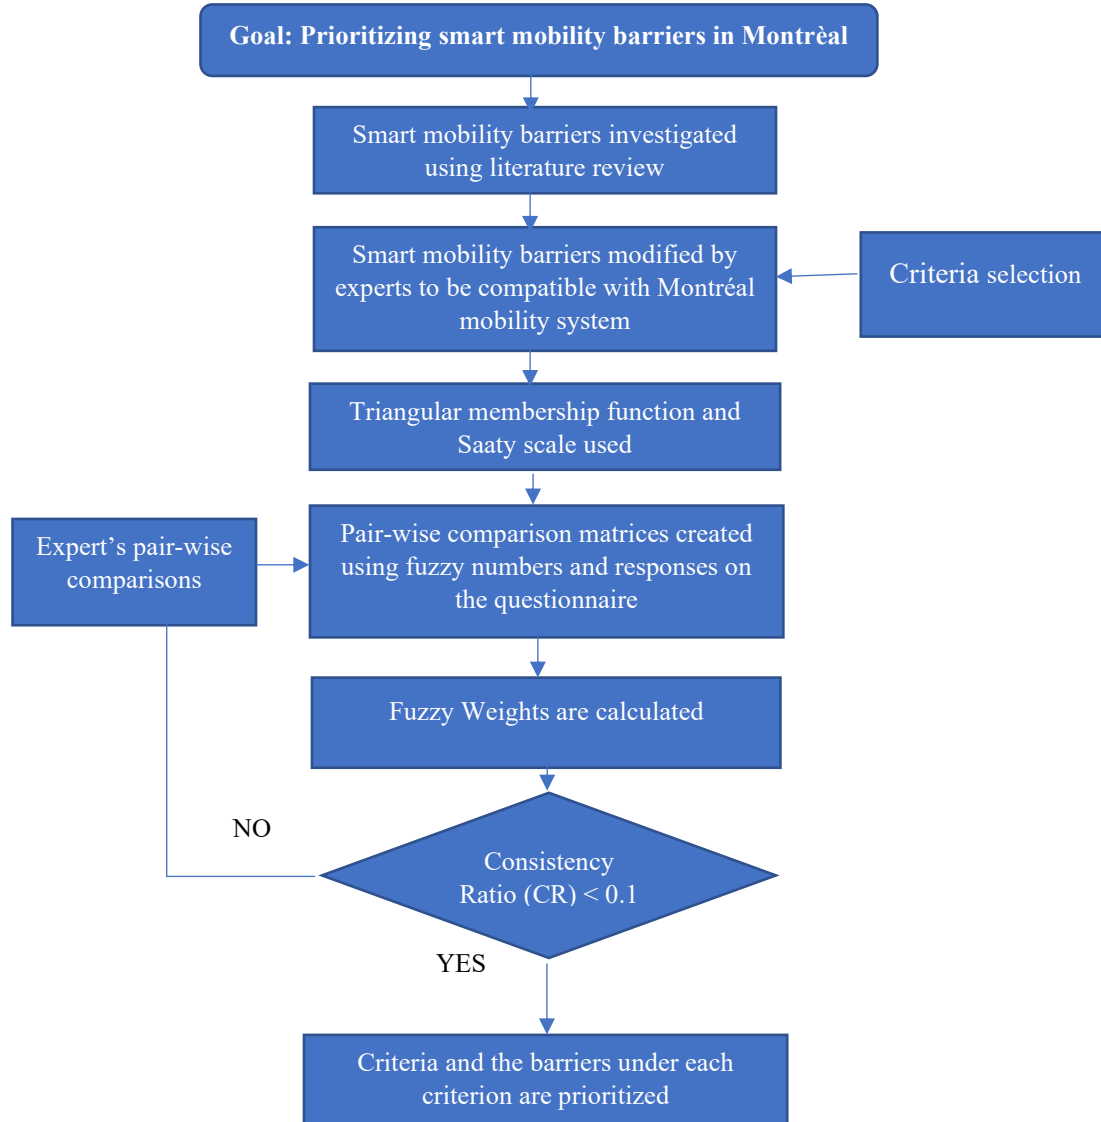 Goal: Prioritizing smart mobility barriers in Montrèal
Smart mobility barriers investigated
using literature review
Smart mobility barriers modified by
experts to be compatible with Montréal
mobility system
Criteria selection
Triangular membership function and
Saaty scale used
Expert’s pair-wise
comparisons
Pair-wise comparison matrices created
using fuzzy numbers and responses on
the questionnaire
Fuzzy Weights are calculated
NO
Consistency
Ratio (CR) < 0.1
YES
Criteria and the barriers under each
criterion are prioritized